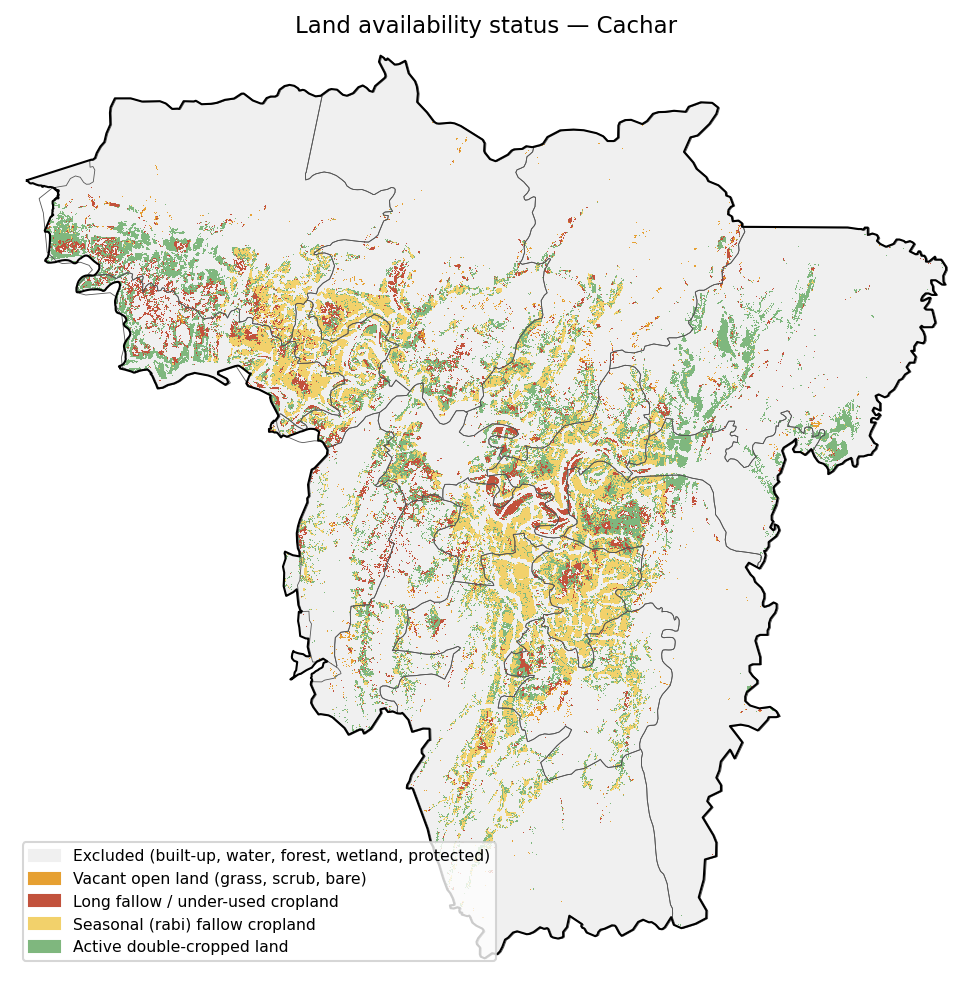 Land availability status — Cachar
Excluded (built-up, water, forest, wetland, protected)
Vacant open land (grass, scrub, bare)
Long fallow / under-used cropland
Seasonal (rabi) fallow cropland
Active double-cropped land